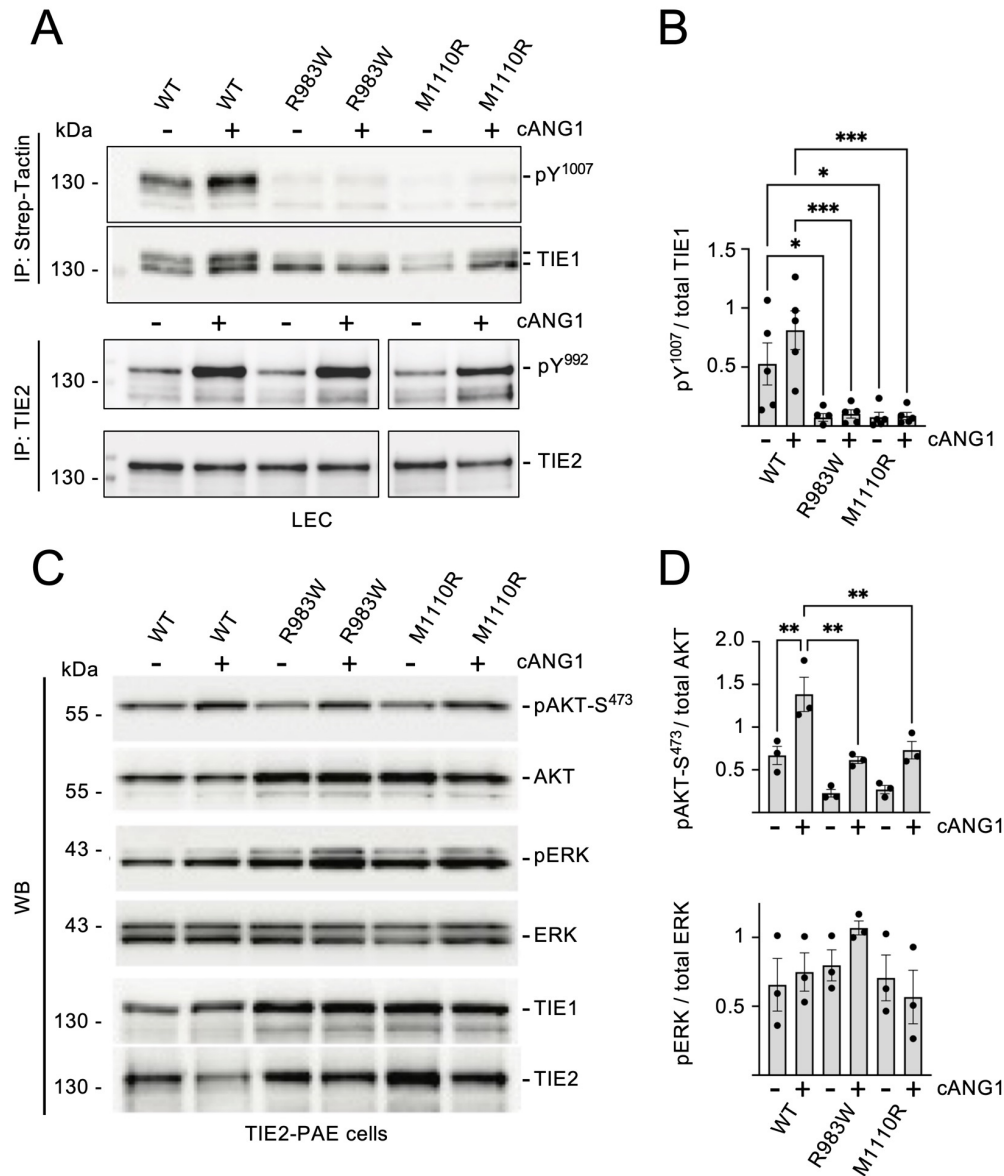 A
WT WT R983W R983W M1110R M1110R
kDa - + - + - + cANG1
IP: Strep-Tactin
130 - - pY1007
130 - - TIE1
- + - + - + cANG1
IP: TIE2
130 - - pY992
130 - - TIE2
LEC
B
*** 
*
***
*
pY1007 / total TIE1
1.5
1
0.5
- + - + - + cANG1
WT R983W M1110R
C
WT WT R983W R983W M1110R M1110R
kDa - + - + - + cANG1
WB
55 - - pAKT-S473
55 - - AKT
43 - - pERK
43 - - ERK
130 - - TIE1
130 - - TIE2
TIE2-PAE cells
D
**
** **
pAKT-S473 / total AKT
2.0
1.5
1
0.5
- + - + - + cANG1
pERK / total ERK
1
0.5
- + - + - + cANG1
WT R983W M1110R